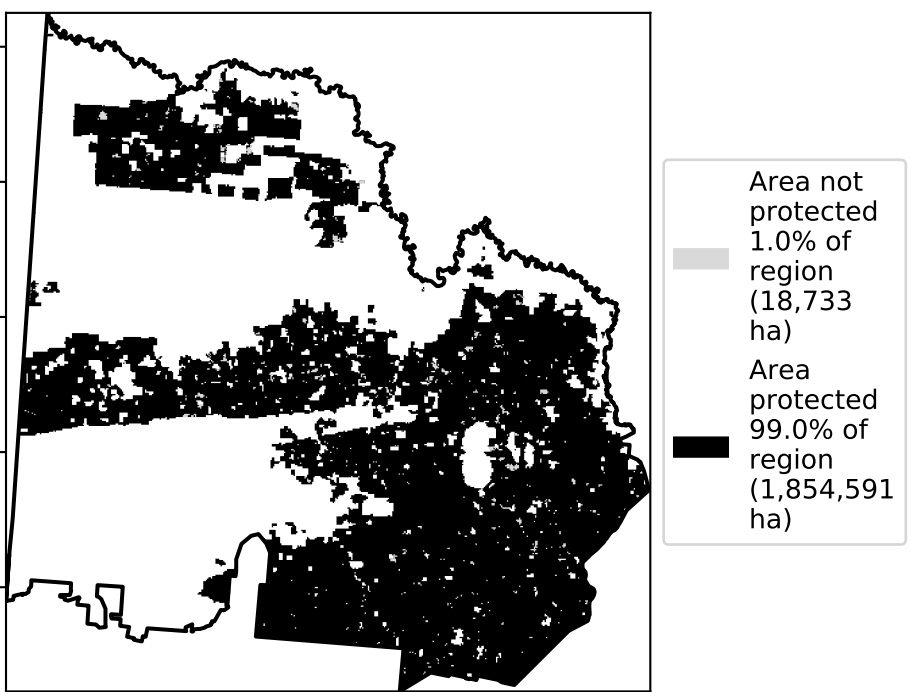 Area not
protected
1.0% of
region
(18,733
ha)
Area
protected
99.0% of
region
(1,854,591
ha)